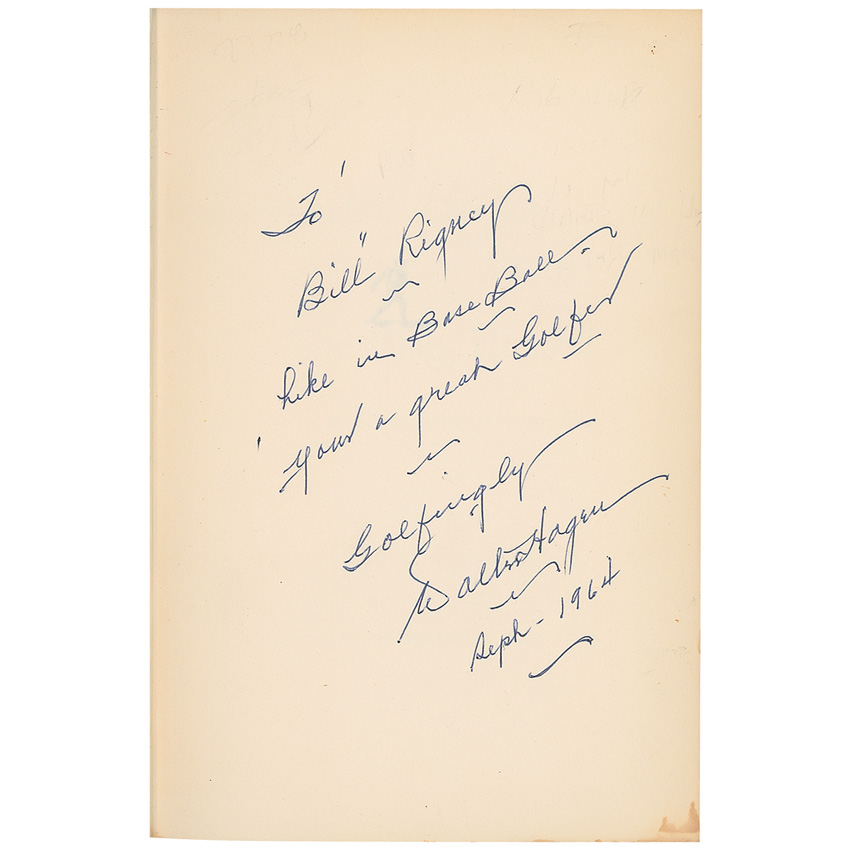 To
"Bill" Rigney
Like in Base Ball
your a great Golfer
Golfingly
Walter Hagen
Sept - 1964